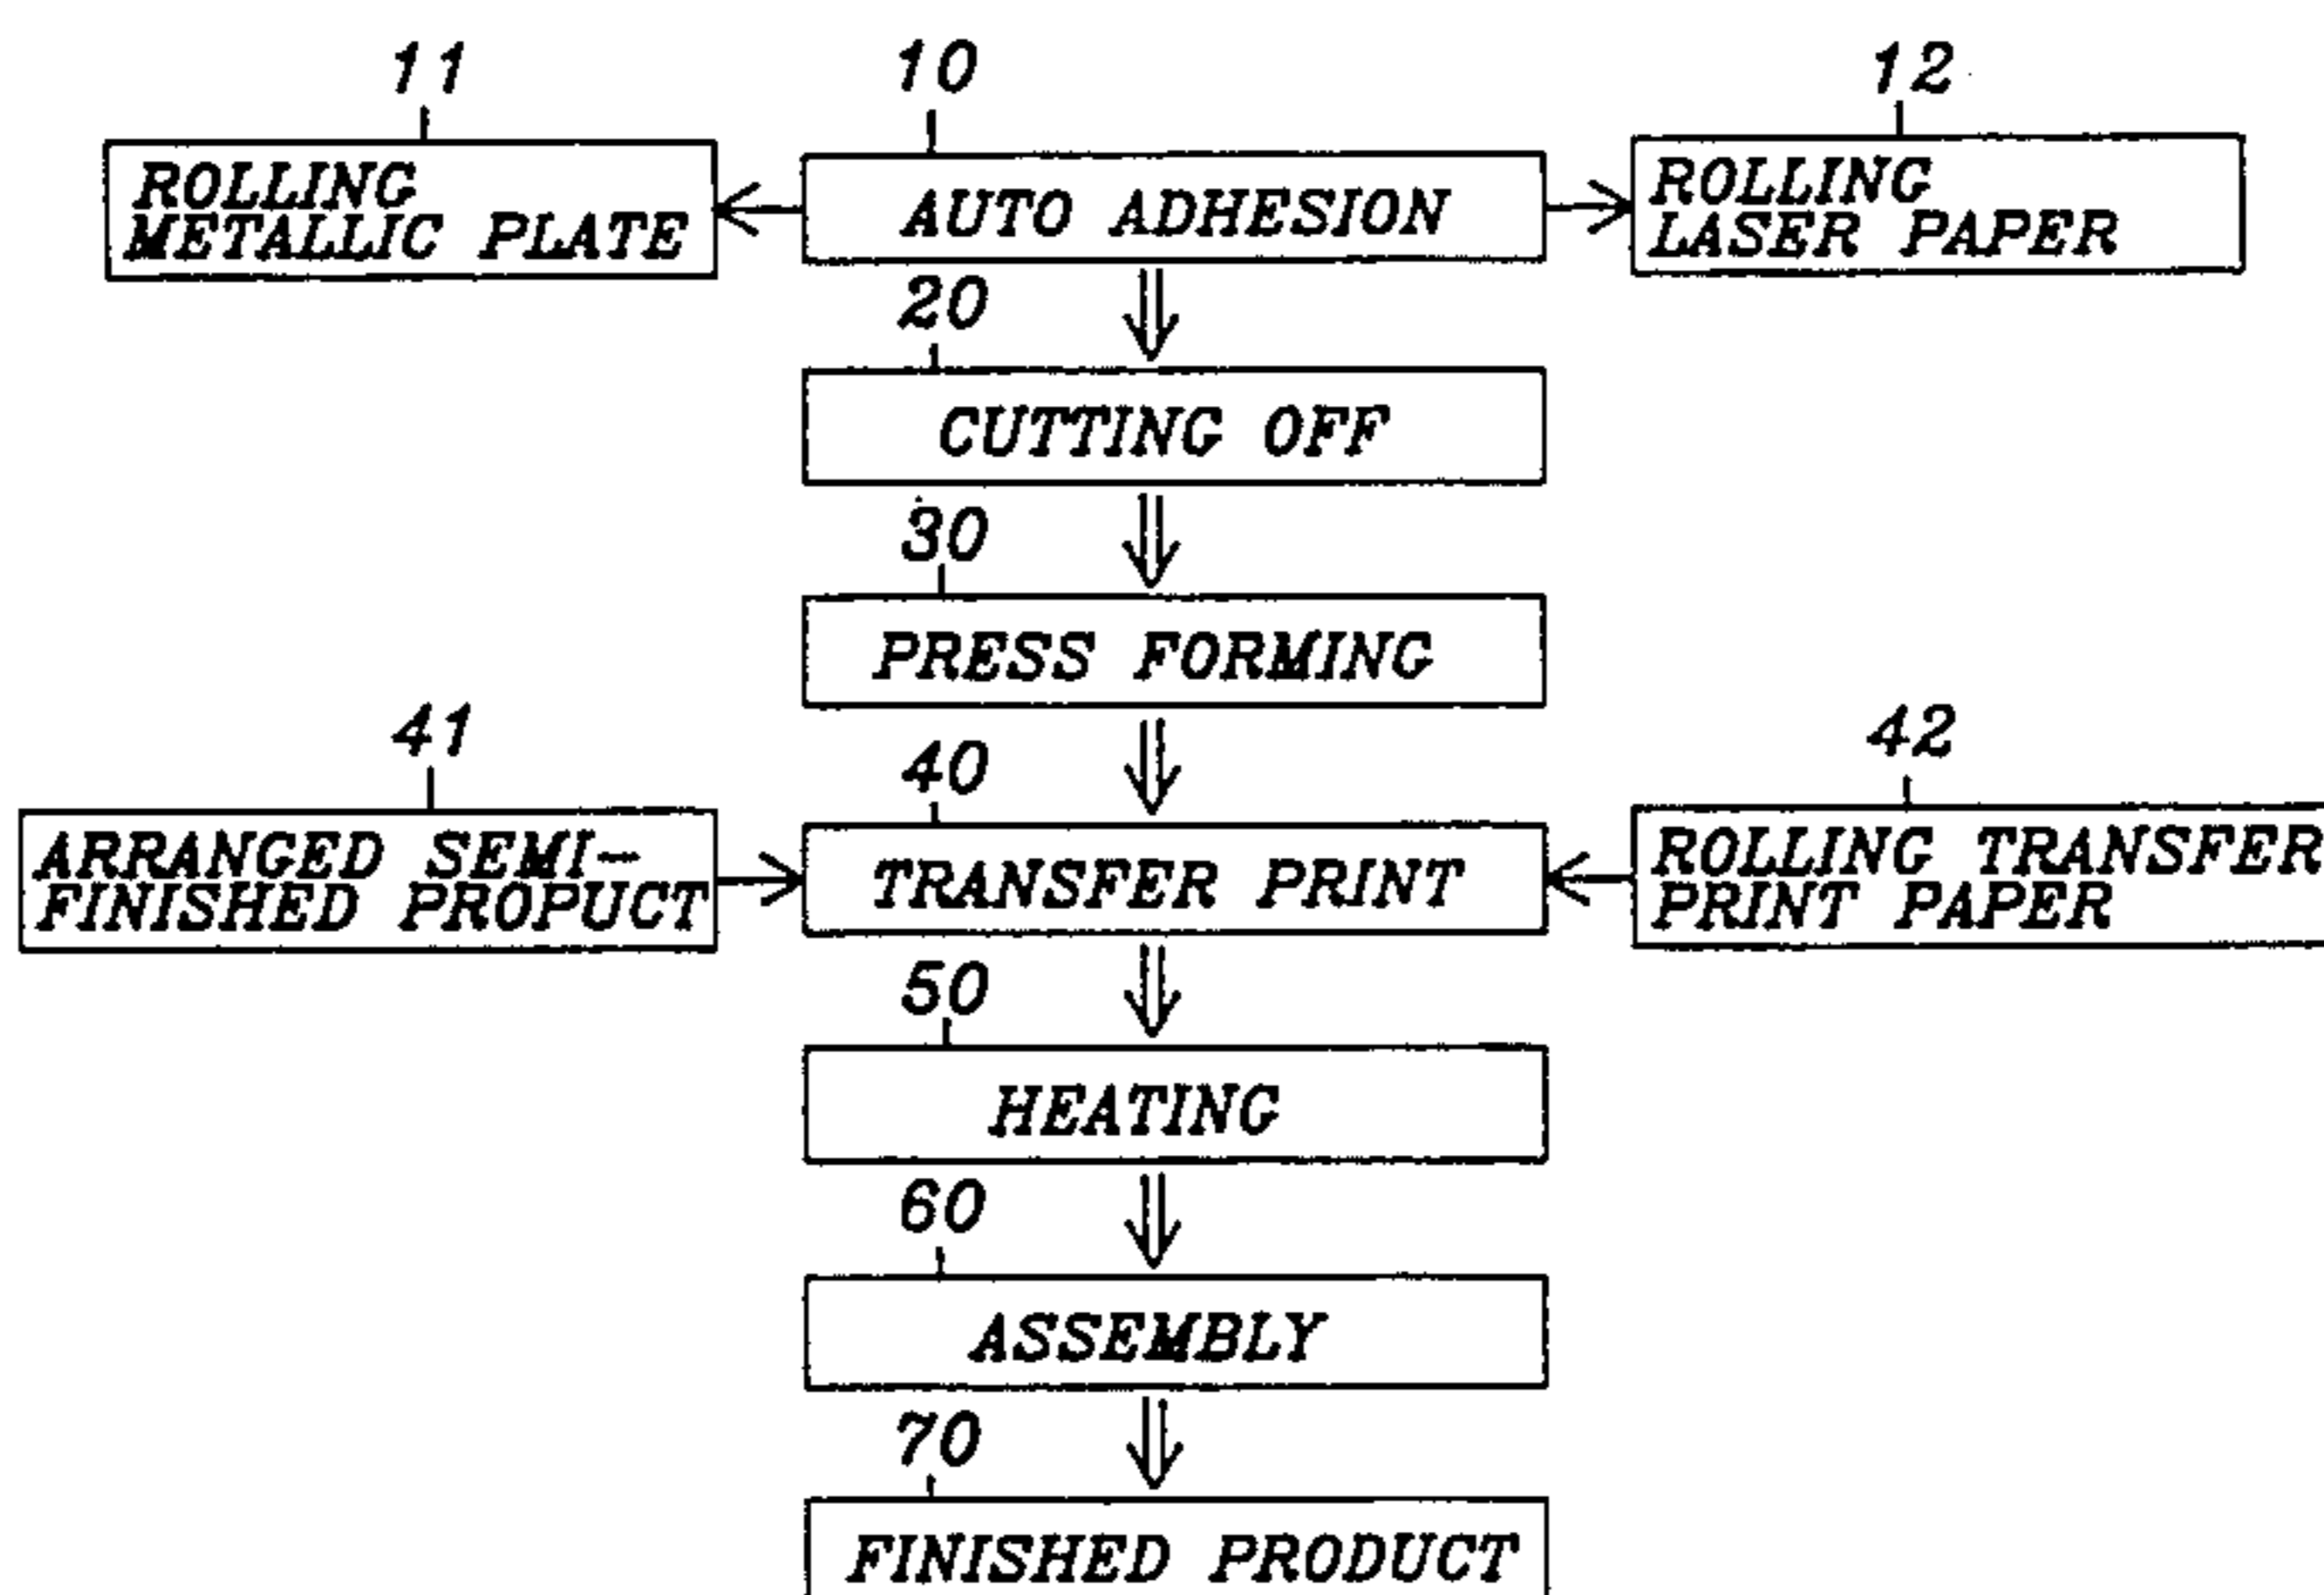 11
10
12
ROLLING
METALLIC PLATE
AUTO ADHESION
ROLLING
LASER PAPER
20
CUTTING OFF
30
PRESS FORMING
41
40
42
ARRANGED SEMI-
FINISHED PROPUCT
TRANSFER PRINT
ROLLING TRANSFER
PRINT PAPER
50
HEATING
60
ASSEMBLY
70
FINISHED PRODUCT